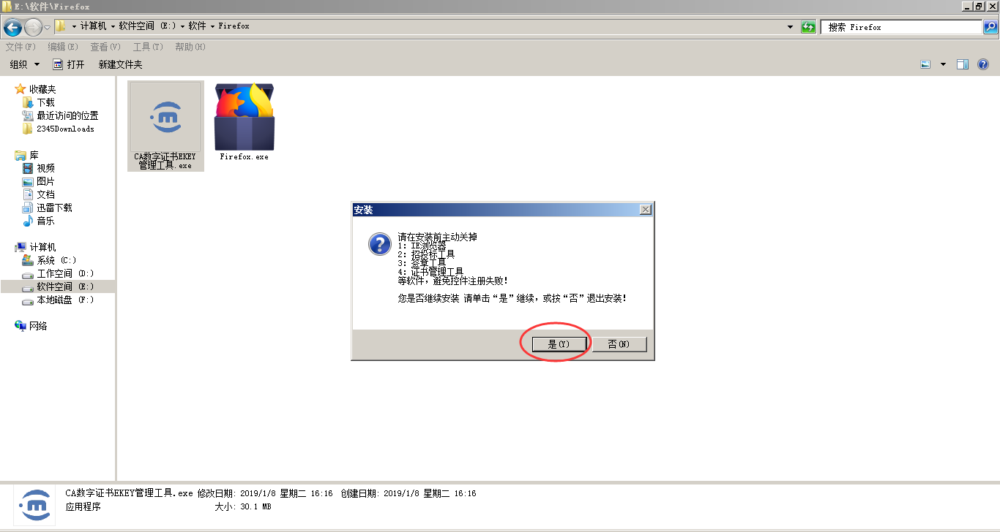 E:\软件\Firefox
计算机 软件空间 (E:) 软件 Firefox
搜索 Firefox
文件(F) 编辑(E) 查看(V) 工具(T) 帮助(H)
组织 打开 新建文件夹
收藏夹
下载
最近访问的位置
2345Downloads
库
视频
图片
文档
迅雷下载
音乐
计算机
系统 (C:)
工作空间 (D:)
软件空间 (E:)
本地磁盘 (F:)
网络
CA数字证书EKEY
管理工具.exe
Firefox.exe
安装
请在安装前主动关掉
1: IE浏览器
2: 招投标工具
3: 签章工具
4: 证书管理工具
等软件，避免控件注册失败！
您是否继续安装 请单击“是”继续，或按“否”退出安装！
是(Y) 否(N)
CA数字证书EKEY管理工具.exe 修改日期: 2019/1/8 星期二 16:16 创建日期: 2019/1/8 星期二 16:16
应用程序 大小: 30.1 MB